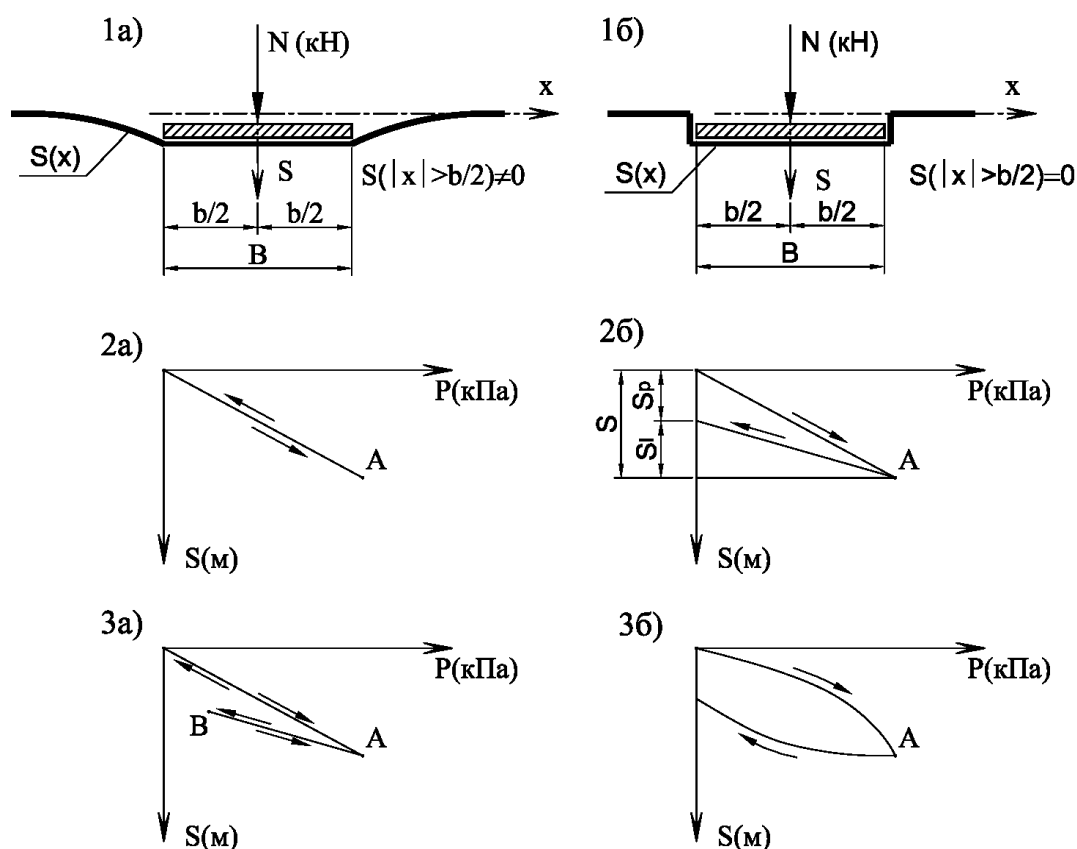 1а)
N (кН)
x
S(x)
S
S(|x|>b/2)≠0
b/2
b/2
B
1б)
N (кН)
x
S(x)
S
S(|x|>b/2)=0
b/2
b/2
B
2а)
P(кПа)
A
S(м)
2б)
P(кПа)
S
Sp
Sl
A
S(м)
3а)
P(кПа)
B
A
S(м)
3б)
P(кПа)
A
S(м)